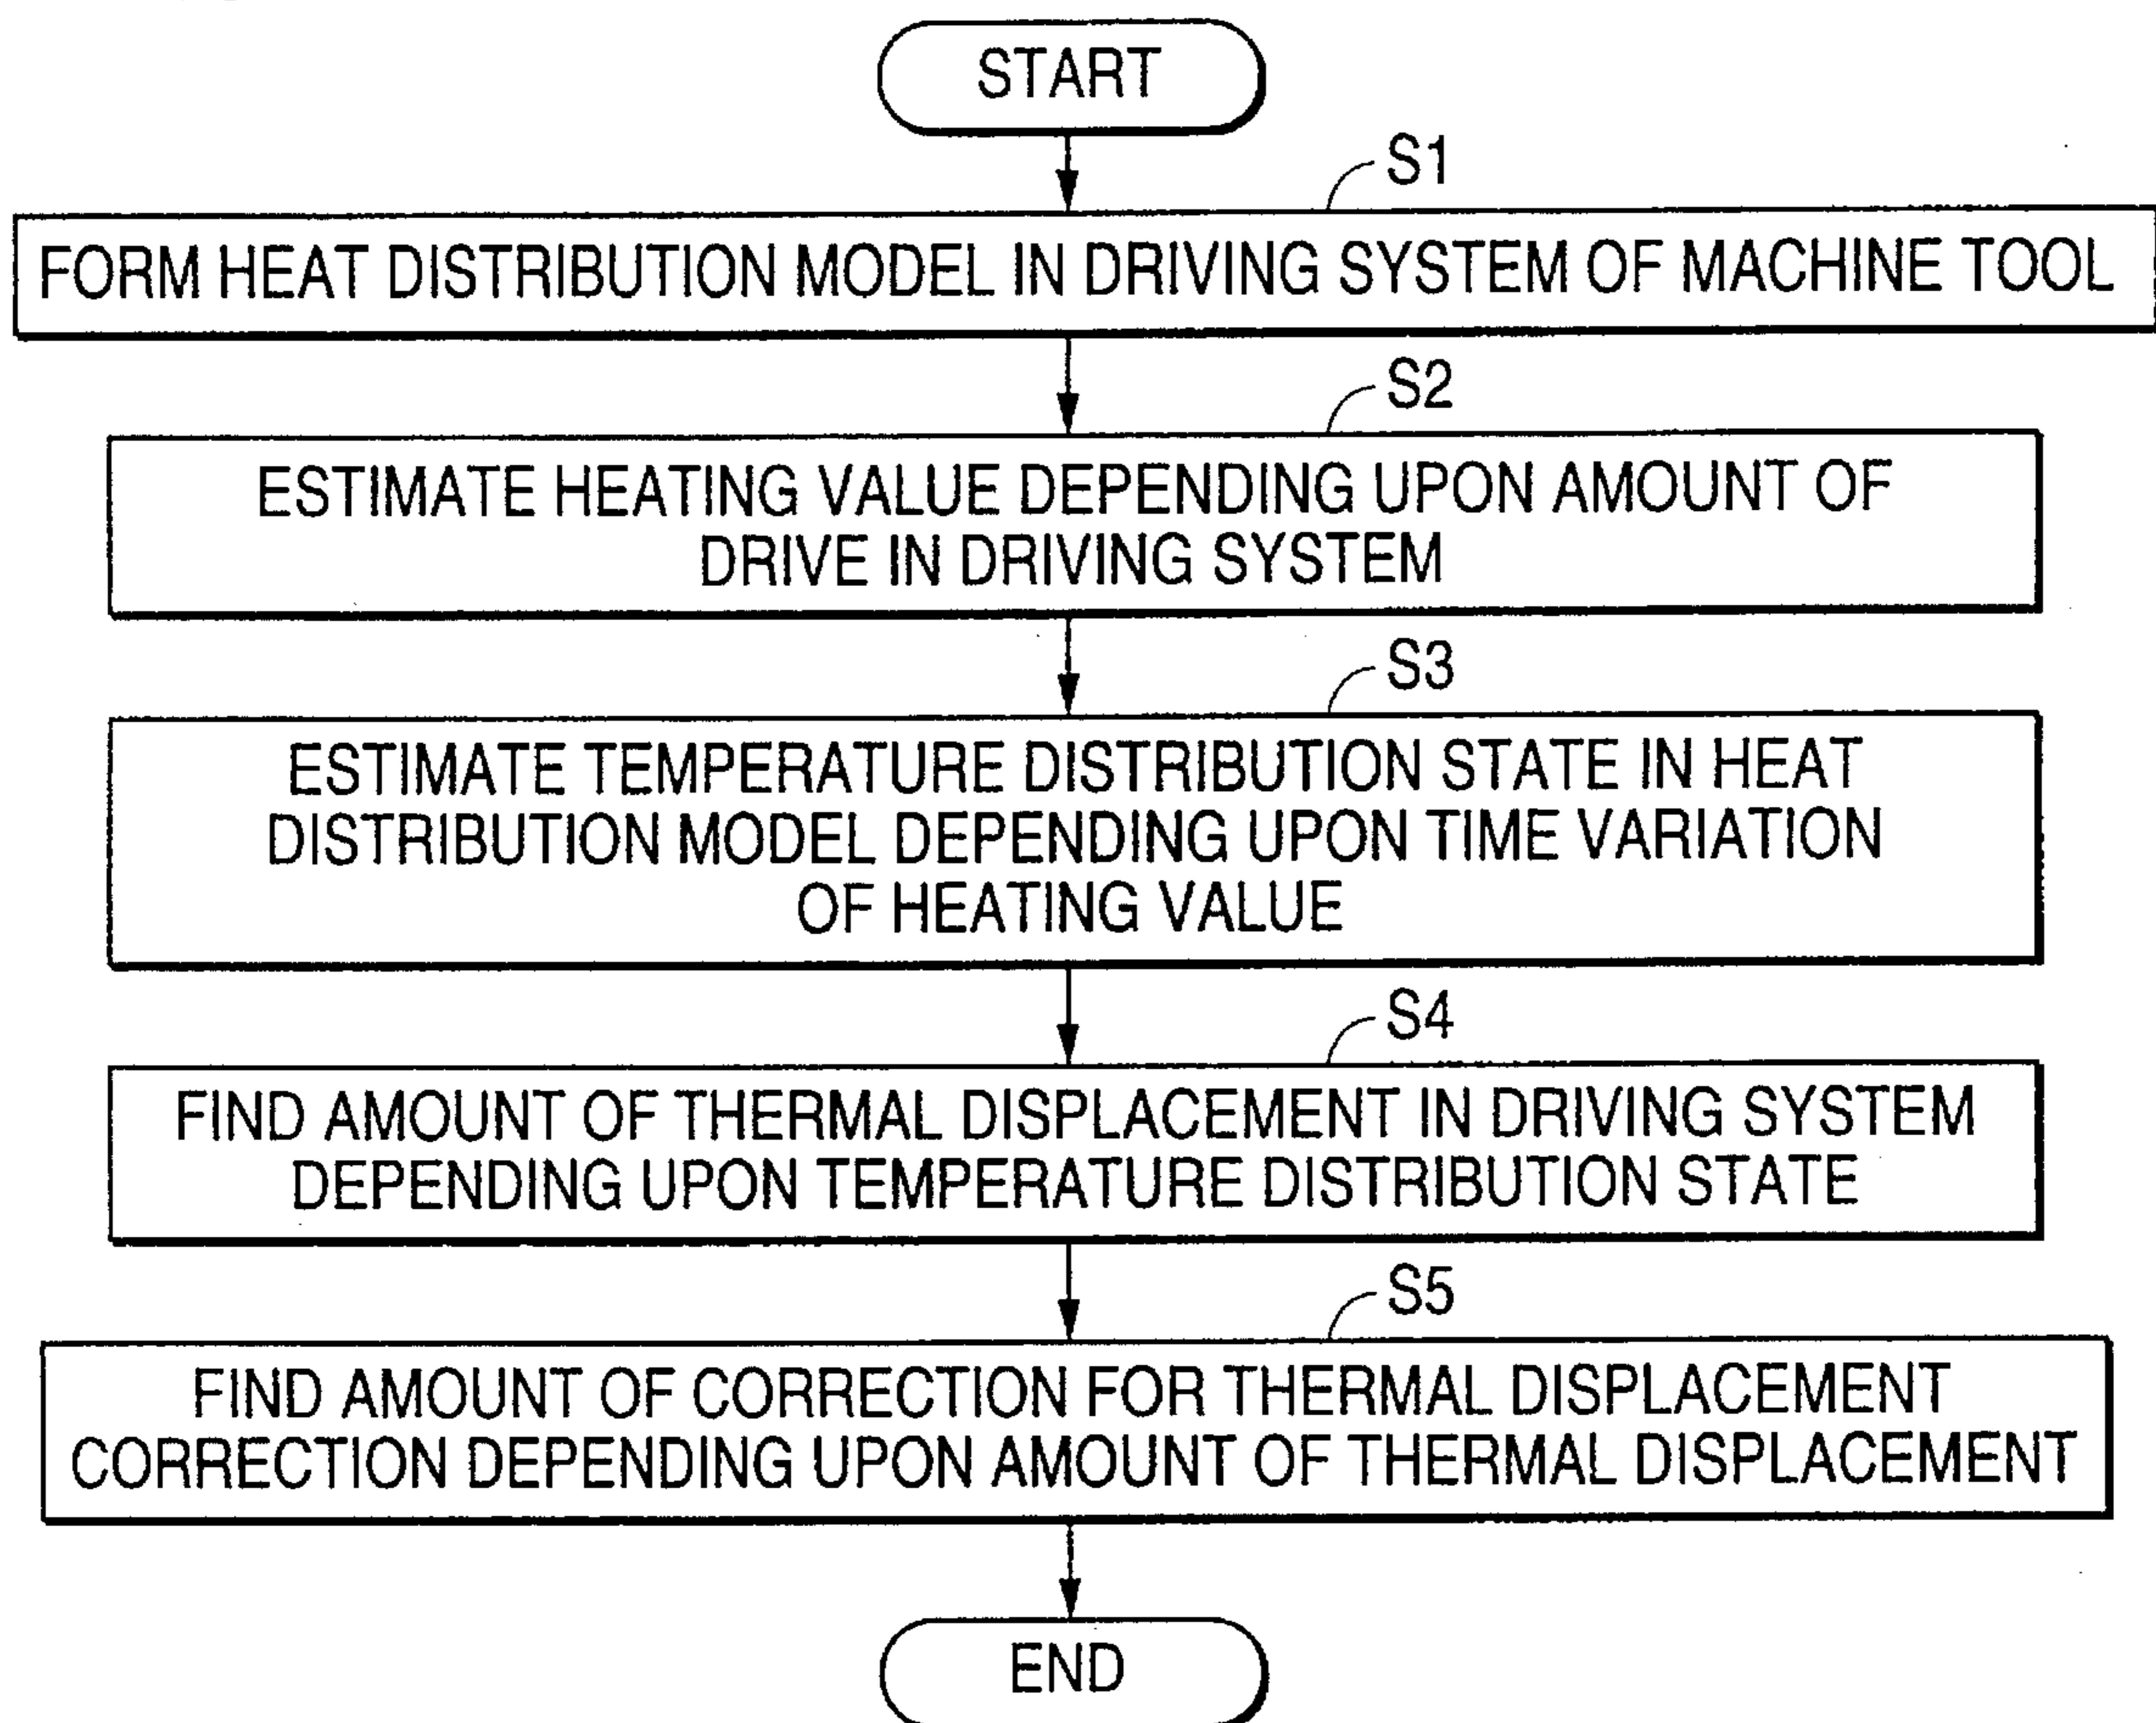 START
S1
FORM HEAT DISTRIBUTION MODEL IN DRIVING SYSTEM OF MACHINE TOOL
S2
ESTIMATE HEATING VALUE DEPENDING UPON AMOUNT OF
DRIVE IN DRIVING SYSTEM
S3
ESTIMATE TEMPERATURE DISTRIBUTION STATE IN HEAT
DISTRIBUTION MODEL DEPENDING UPON TIME VARIATION
OF HEATING VALUE
S4
FIND AMOUNT OF THERMAL DISPLACEMENT IN DRIVING SYSTEM
DEPENDING UPON TEMPERATURE DISTRIBUTION STATE
S5
FIND AMOUNT OF CORRECTION FOR THERMAL DISPLACEMENT
CORRECTION DEPENDING UPON AMOUNT OF THERMAL DISPLACEMENT
END